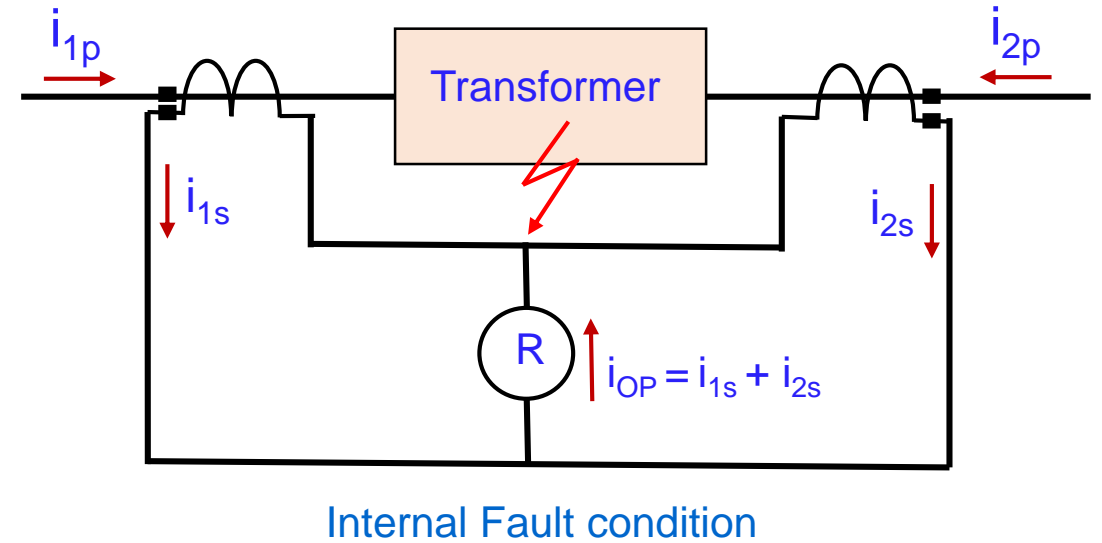 i1p
i2p
Transformer
i1s
i2s
R
iOP = i1s + i2s
Internal Fault condition